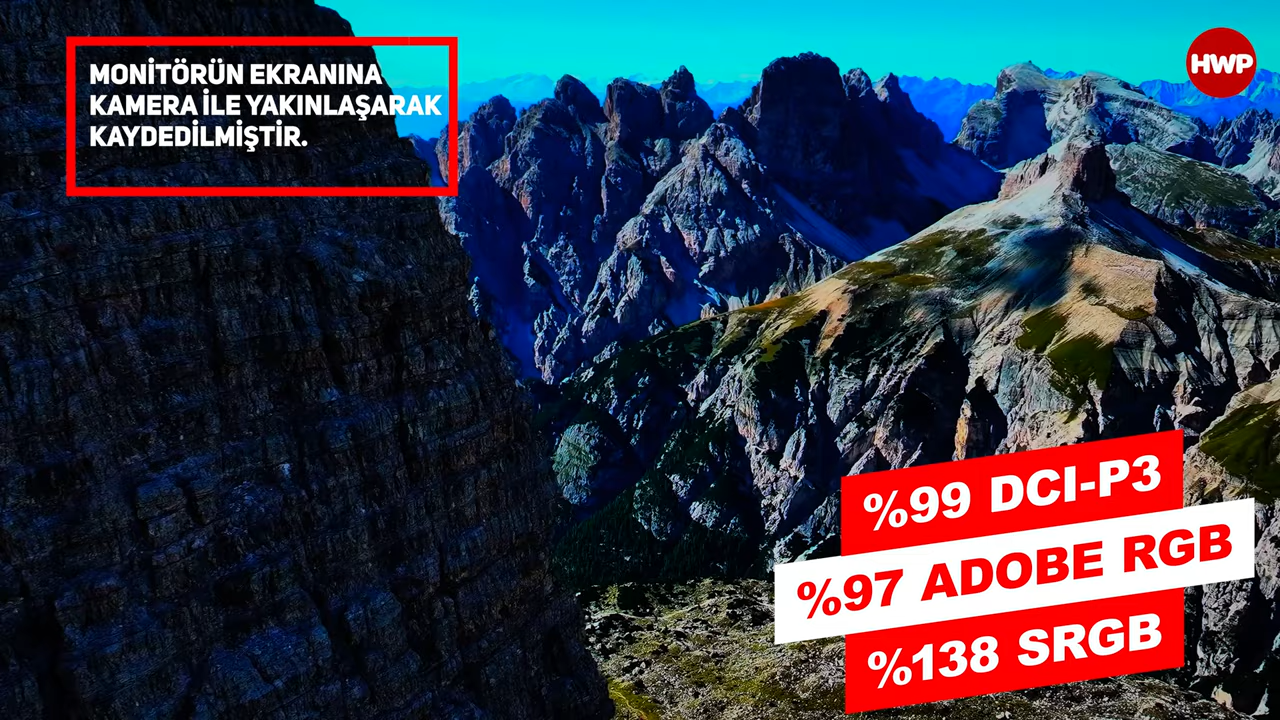 MONİTÖRÜN EKRANINA
KAMERA İLE YAKINLAŞARAK
KAYDEDİLMİŞTİR.
HWP
%99 DCI-P3
%97 ADOBE RGB
%138 SRGB